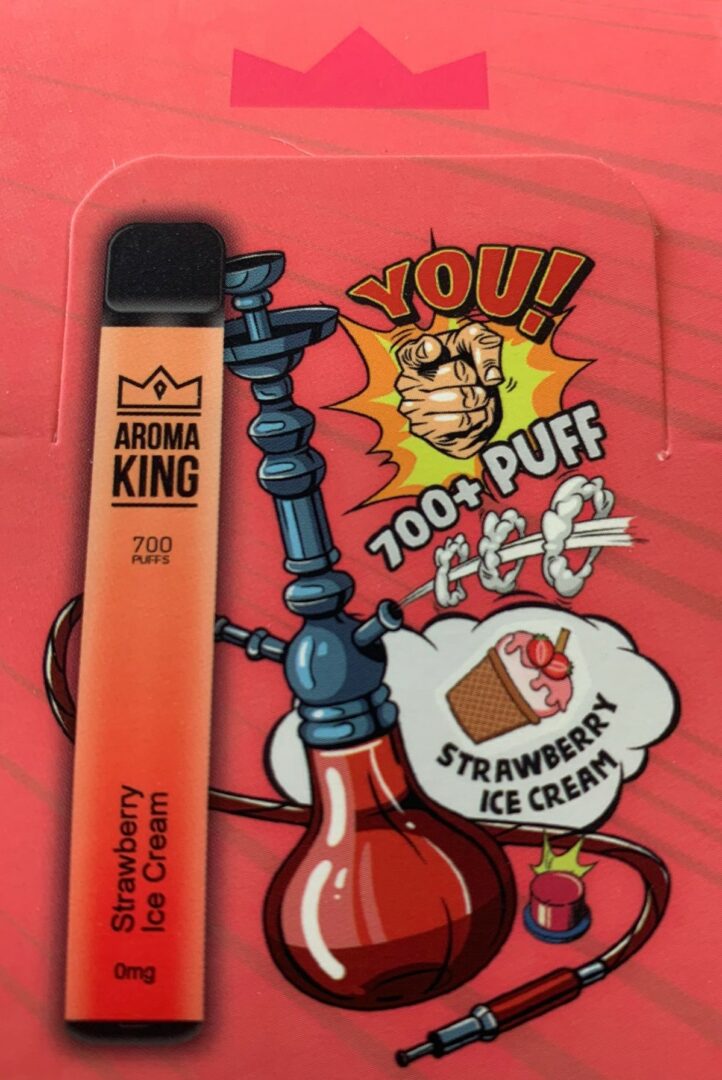 AROMA
KING
700
PUFFS
Strawberry
Ice Cream
0mg
YOU!
700+ PUFF
STRAWBERRY
ICE CREAM